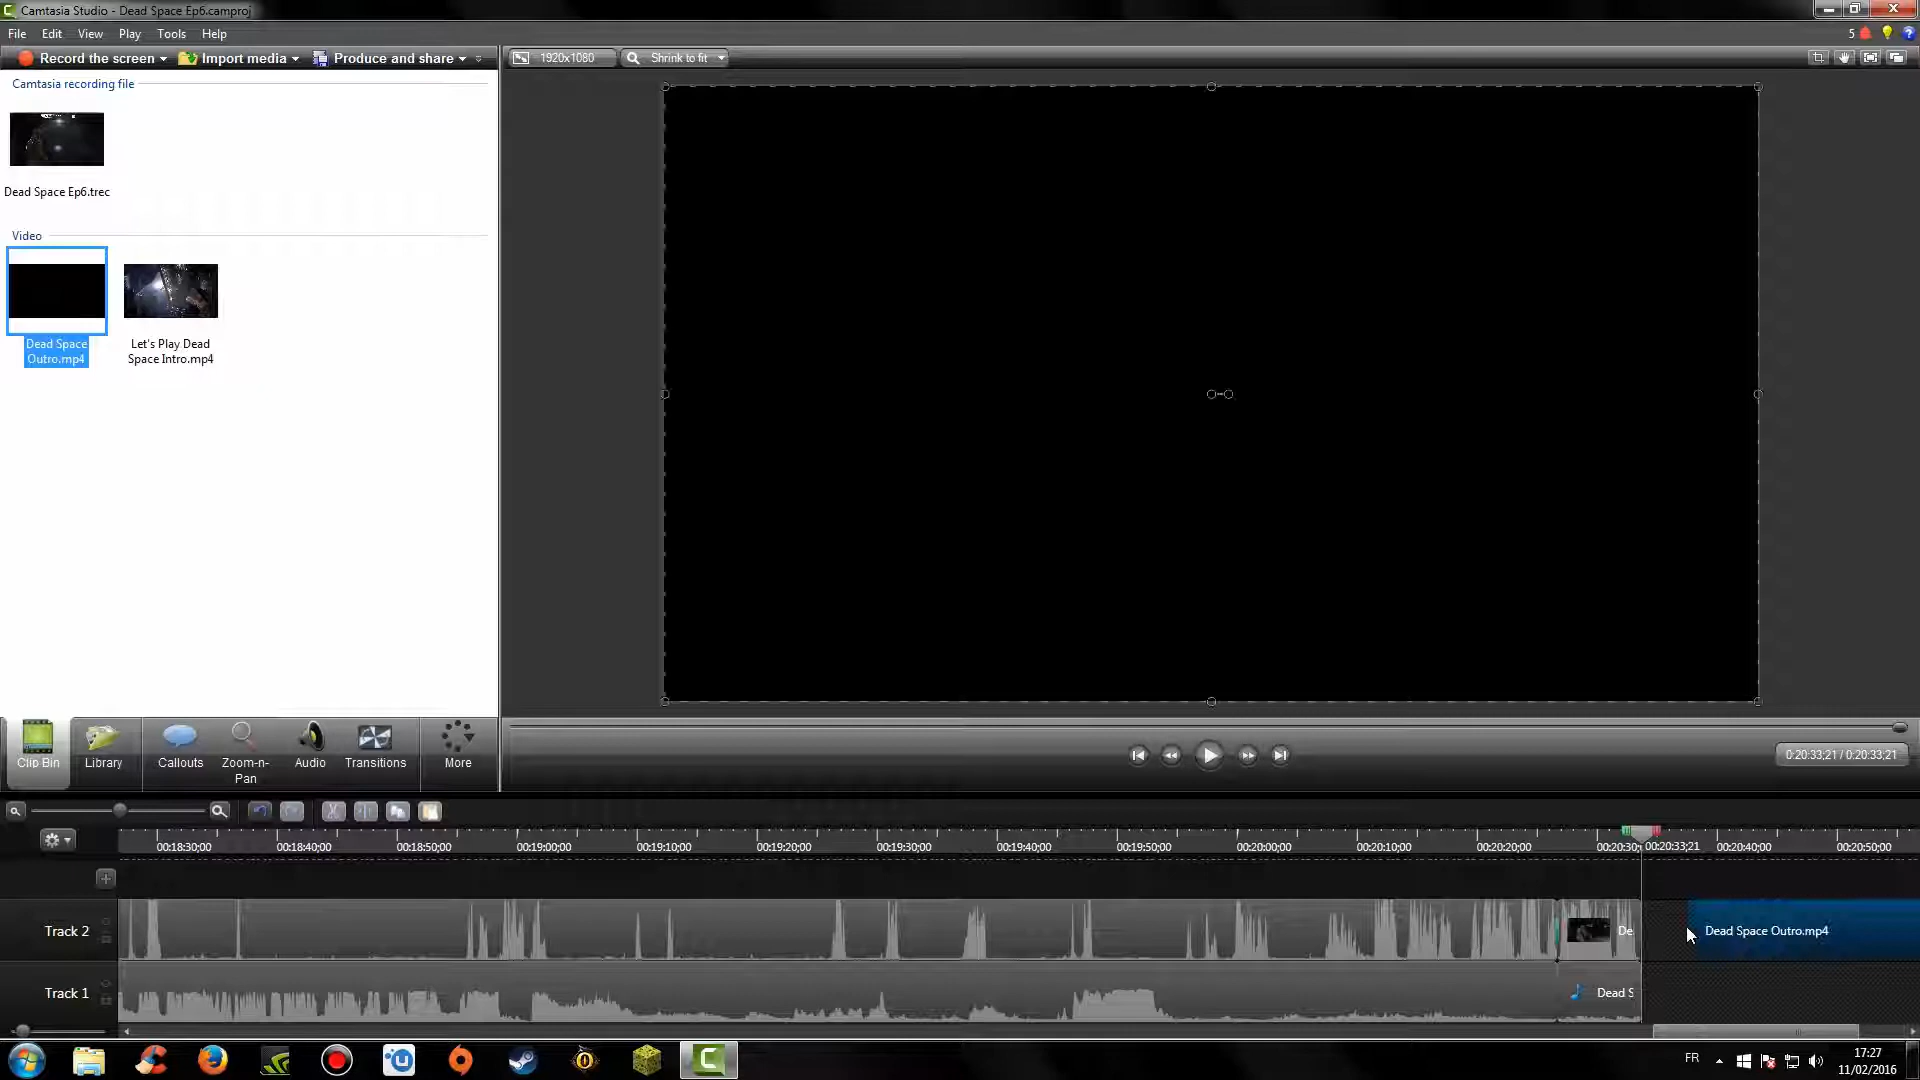 Camtasia Studio - Dead Space Ep6.camproj
File Edit View Play Tools Help
5
Record the screen Import media Produce and share
1920x1080 Shrink to fit
Camtasia recording file
Dead Space Ep6.trec
Video
Dead Space
Outro.mp4
Let's Play Dead
Space Intro.mp4
Clip Bin Library Callouts Zoom-n-
Pan Audio Transitions More
0:20:33;21 / 0:20:33;21
00:18:30;00 00:18:40;00 00:18:50;00 00:19:00;00 00:19:10;00 00:19:20;00 00:19:30;00 00:19:40;00 00:19:50;00 00:20:00;00 00:20:10;00 00:20:20;00 00:20:30; 00:20:33;21 00:20:40;00 00:20:50;00
Track 2 De Dead Space Outro.mp4
Track 1 Dead S
FR
17:27
11/02/2016